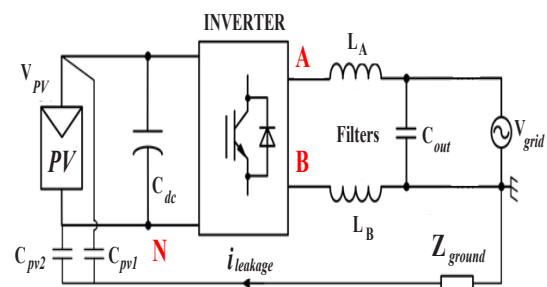 INVERTER
A
L_A
V_PV
PV
C_dc
Filters
C_out
V_grid
B
L_B
N
C_pv2
C_pv1
i_leakage
Z_ground